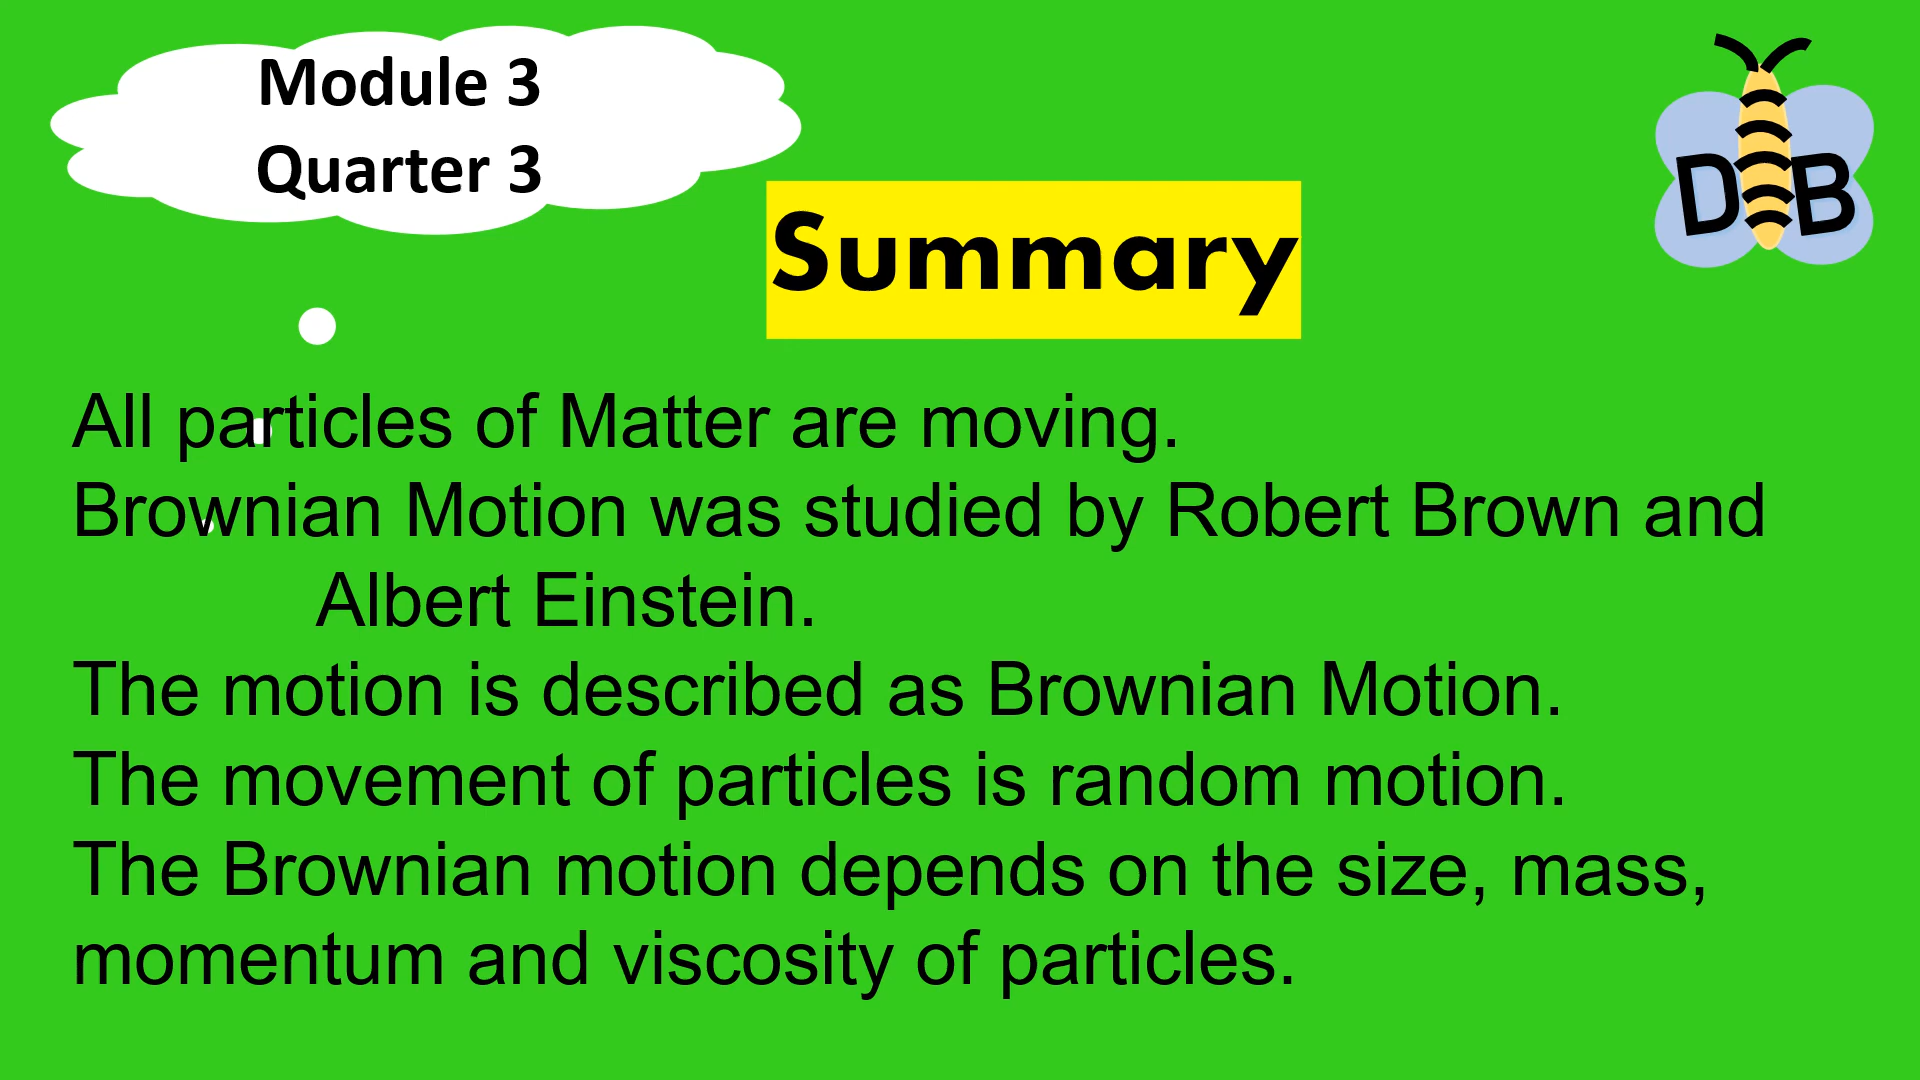 Module 3
Quarter 3
Summary
D B
All particles of Matter are moving.
Brownian Motion was studied by Robert Brown and
Albert Einstein.
The motion is described as Brownian Motion.
The movement of particles is random motion.
The Brownian motion depends on the size, mass,
momentum and viscosity of particles.